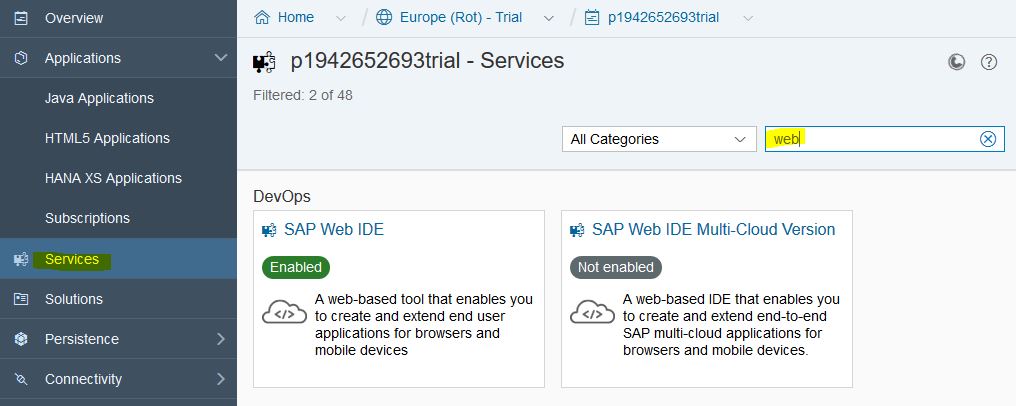 Overview
Applications
Java Applications
HTML5 Applications
HANA XS Applications
Subscriptions
Services
Solutions
Persistence
Connectivity
Home / Europe (Rot) - Trial / p1942652693trial
p1942652693trial - Services
Filtered: 2 of 48
All Categories web
DevOps
SAP Web IDE
Enabled
A web-based tool that enables you
to create and extend end user
applications for browsers and
mobile devices
SAP Web IDE Multi-Cloud Version
Not enabled
A web-based IDE that enables you
to create and extend end-to-end
SAP multi-cloud applications for
browsers and mobile devices.